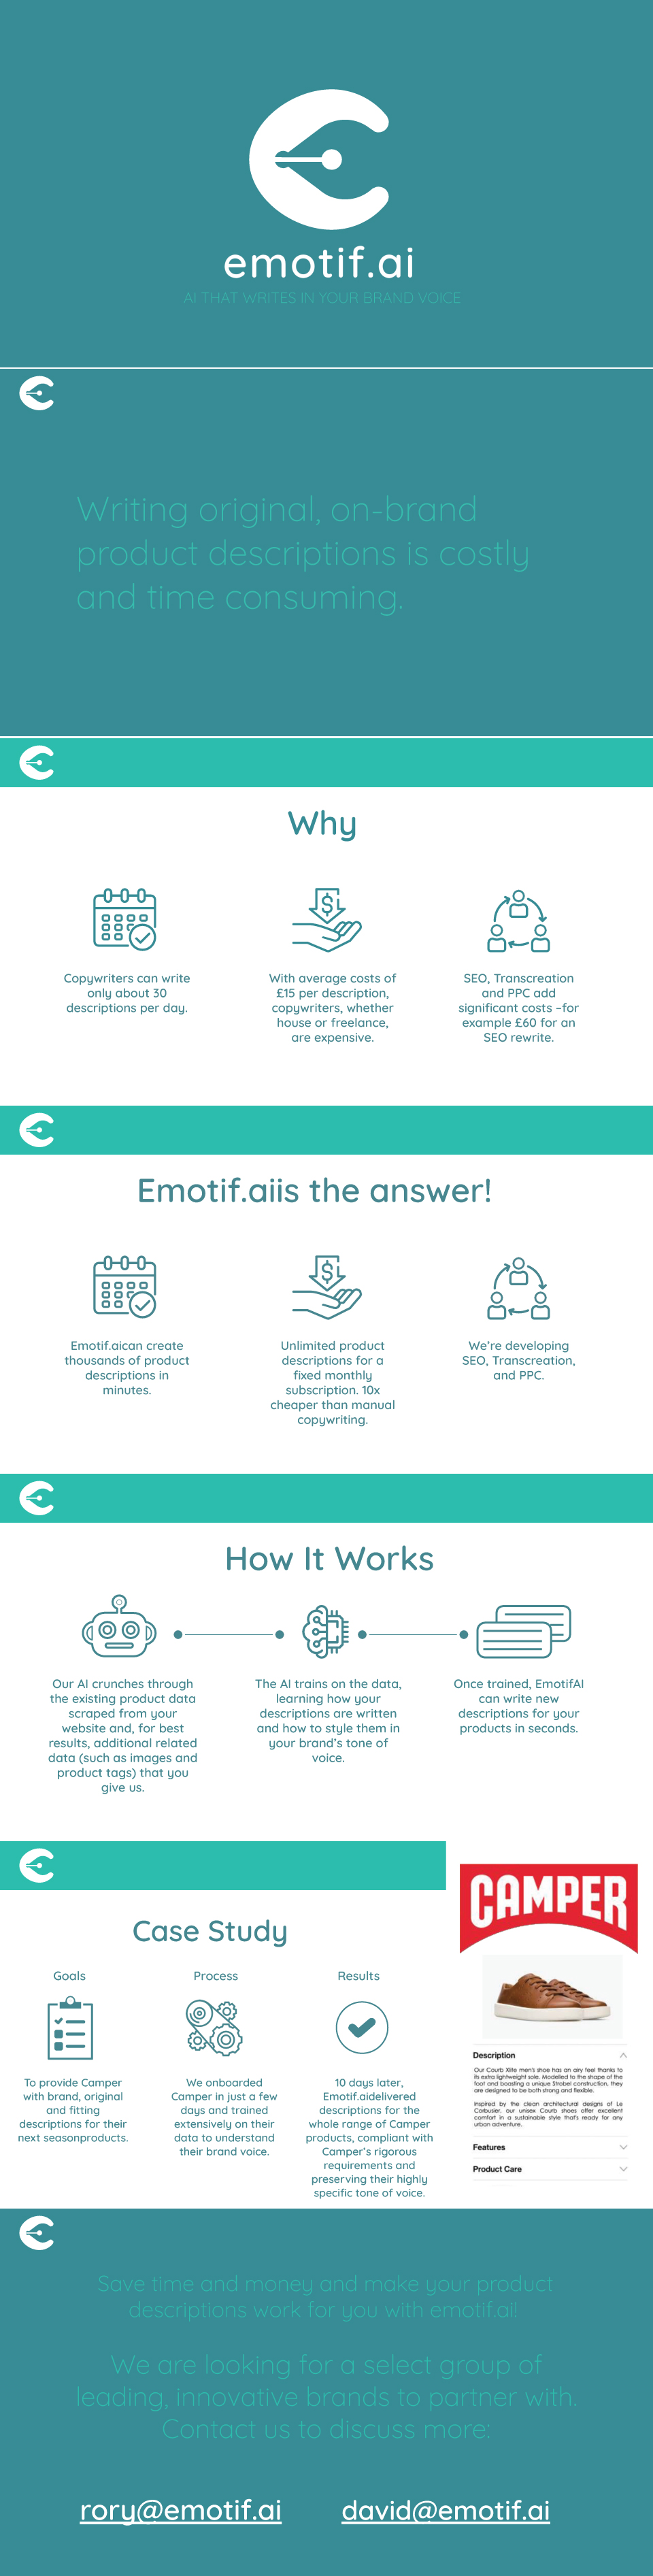 emotif.ai
AI THAT WRITES IN YOUR BRAND VOICE
Writing original, on-brand
product descriptions is costly
and time consuming.
Why
Copywriters can write
only about 30
descriptions per day.
With average costs of
£15 per description,
copywriters, whether
house or freelance,
are expensive.
SEO, Transcreation
and PPC add
significant costs –for
example £60 for an
SEO rewrite.
Emotif.aiis the answer!
Emotif.aican create
thousands of product
descriptions in
minutes.
Unlimited product
descriptions for a
fixed monthly
subscription. 10x
cheaper than manual
copywriting.
We're developing
SEO, Transcreation,
and PPC.
How It Works
Our AI crunches through
the existing product data
scraped from your
website and, for best
results, additional related
data (such as images and
product tags) that you
give us.
The AI trains on the data,
learning how your
descriptions are written
and how to style them in
your brand's tone of
voice.
Once trained, EmotifAI
can write new
descriptions for your
products in seconds.
Case Study
Goals
To provide Camper
with brand, original
and fitting
descriptions for their
next seasonproducts.
Process
We onboarded
Camper in just a few
days and trained
extensively on their
data to understand
their brand voice.
Results
10 days later,
Emotif.aidelivered
descriptions for the
whole range of Camper
products, compliant with
Camper's rigorous
requirements and
preserving their highly
specific tone of voice.
CAMPER
Description
Our Courb Xlite men's shoe has an airy feel thanks to
its extra lightweight sole. Modelled to the shape of the
foot and boasting a unique Strobel construction, they
are designed to be both strong and flexible.
Inspired by the clean architectural designs of Le
Corbusier, our unisex Courb shoes offer excellent
comfort in a sustainable style that's ready for any
urban adventure.
Features
Product Care
Save time and money and make your product
descriptions work for you with emotif.ai!
We are looking for a select group of
leading, innovative brands to partner with.
Contact us to discuss more:
rory@emotif.ai
david@emotif.ai